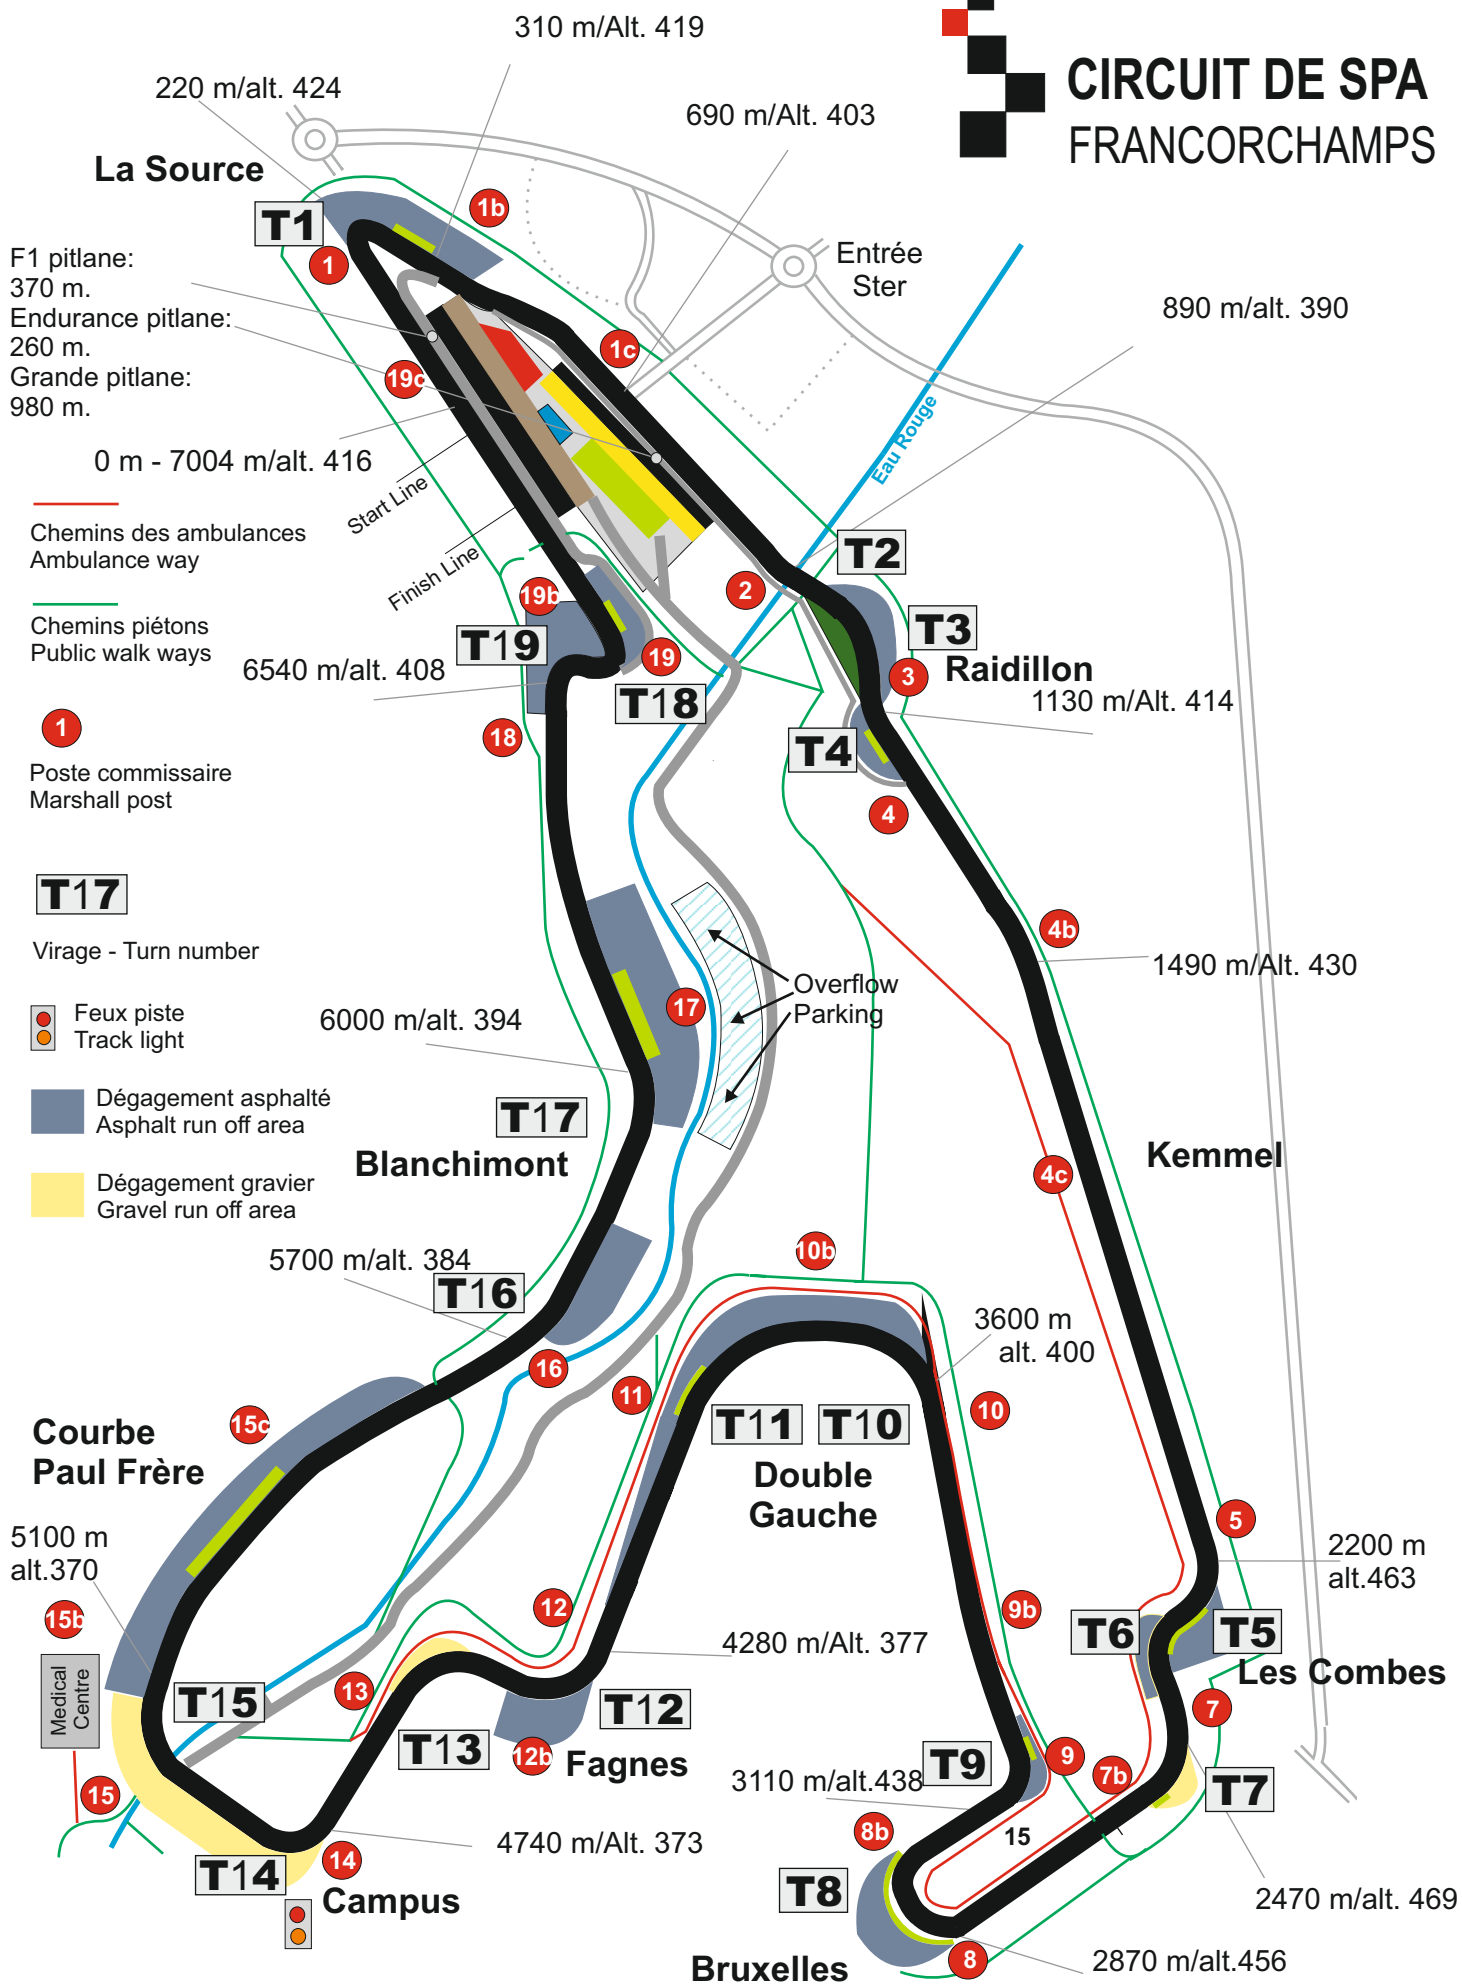 310 m/Alt. 419
CIRCUIT DE SPA
FRANCORCHAMPS
220 m/alt. 424
690 m/Alt. 403
La Source
T1
1b
1
Entrée
Ster
F1 pitlane:
370 m.
Endurance pitlane:
260 m.
Grande pitlane:
980 m.
890 m/alt. 390
1c
19c
Eau Rouge
0 m - 7004 m/alt. 416
Start Line
Finish Line
Chemins des ambulances
Ambulance way
Chemins piétons
Public walk ways
T2
2
19b
T19
T3
Raidillon
3
19
6540 m/alt. 408
T18
1130 m/Alt. 414
1
18
T4
Poste commissaire
Marshall post
4
T17
Virage - Turn number
4b
1490 m/Alt. 430
Overflow
Parking
17
Feux piste
Track light
6000 m/alt. 394
Dégagement asphalté
Asphalt run off area
T17
Blanchimont
Kemmel
4c
Dégagement gravier
Gravel run off area
10b
5700 m/alt. 384
T16
3600 m
alt. 400
16
11
10
T11
T10
Courbe
Paul Frère
15c
Double
Gauche
5
5100 m
alt.370
2200 m
alt.463
15b
12
9b
T6
T5
4280 m/Alt. 377
Les Combes
Medical
Centre
T15
13
T12
7
T13
12b
Fagnes
T9
9
7b
3110 m/alt.438
T7
15
8b
15
4740 m/Alt. 373
14
T14
Campus
T8
2470 m/alt. 469
8
2870 m/alt.456
Bruxelles